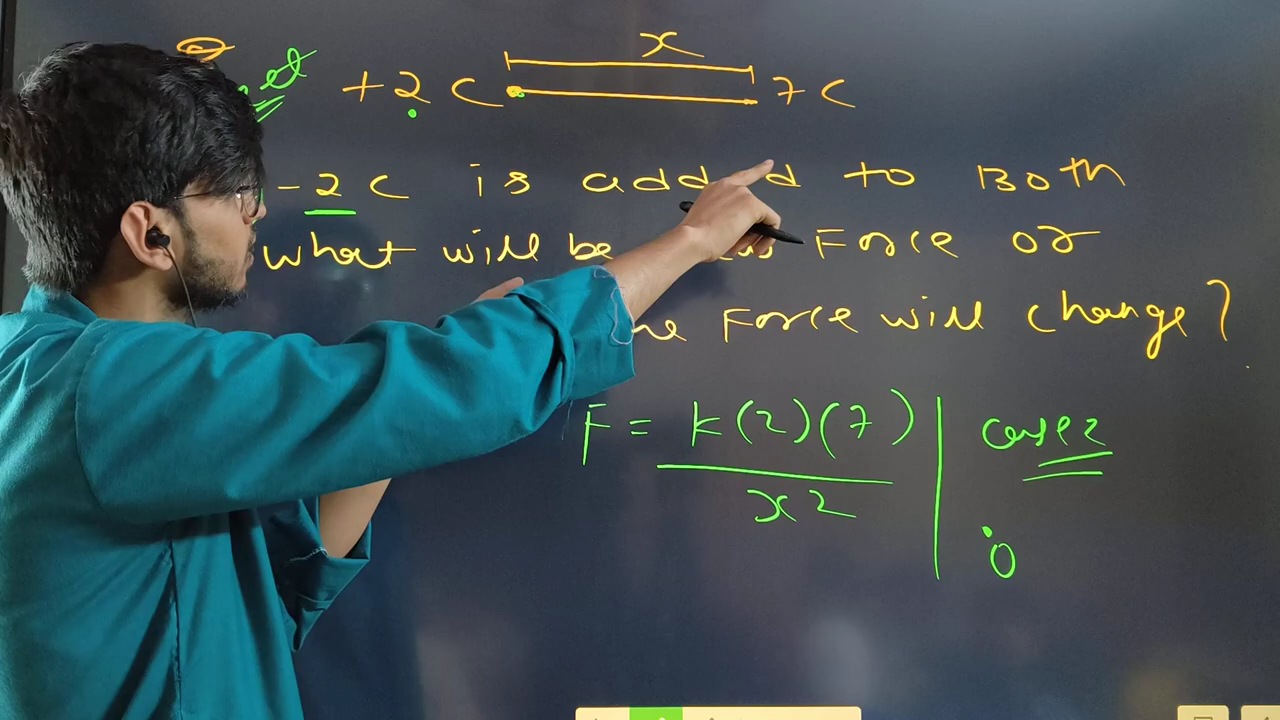 x
+2 C 7 C
-2 C is added to Both
what will be Force or
Force will change?
F = K(2)(7) / x2
case 2
0